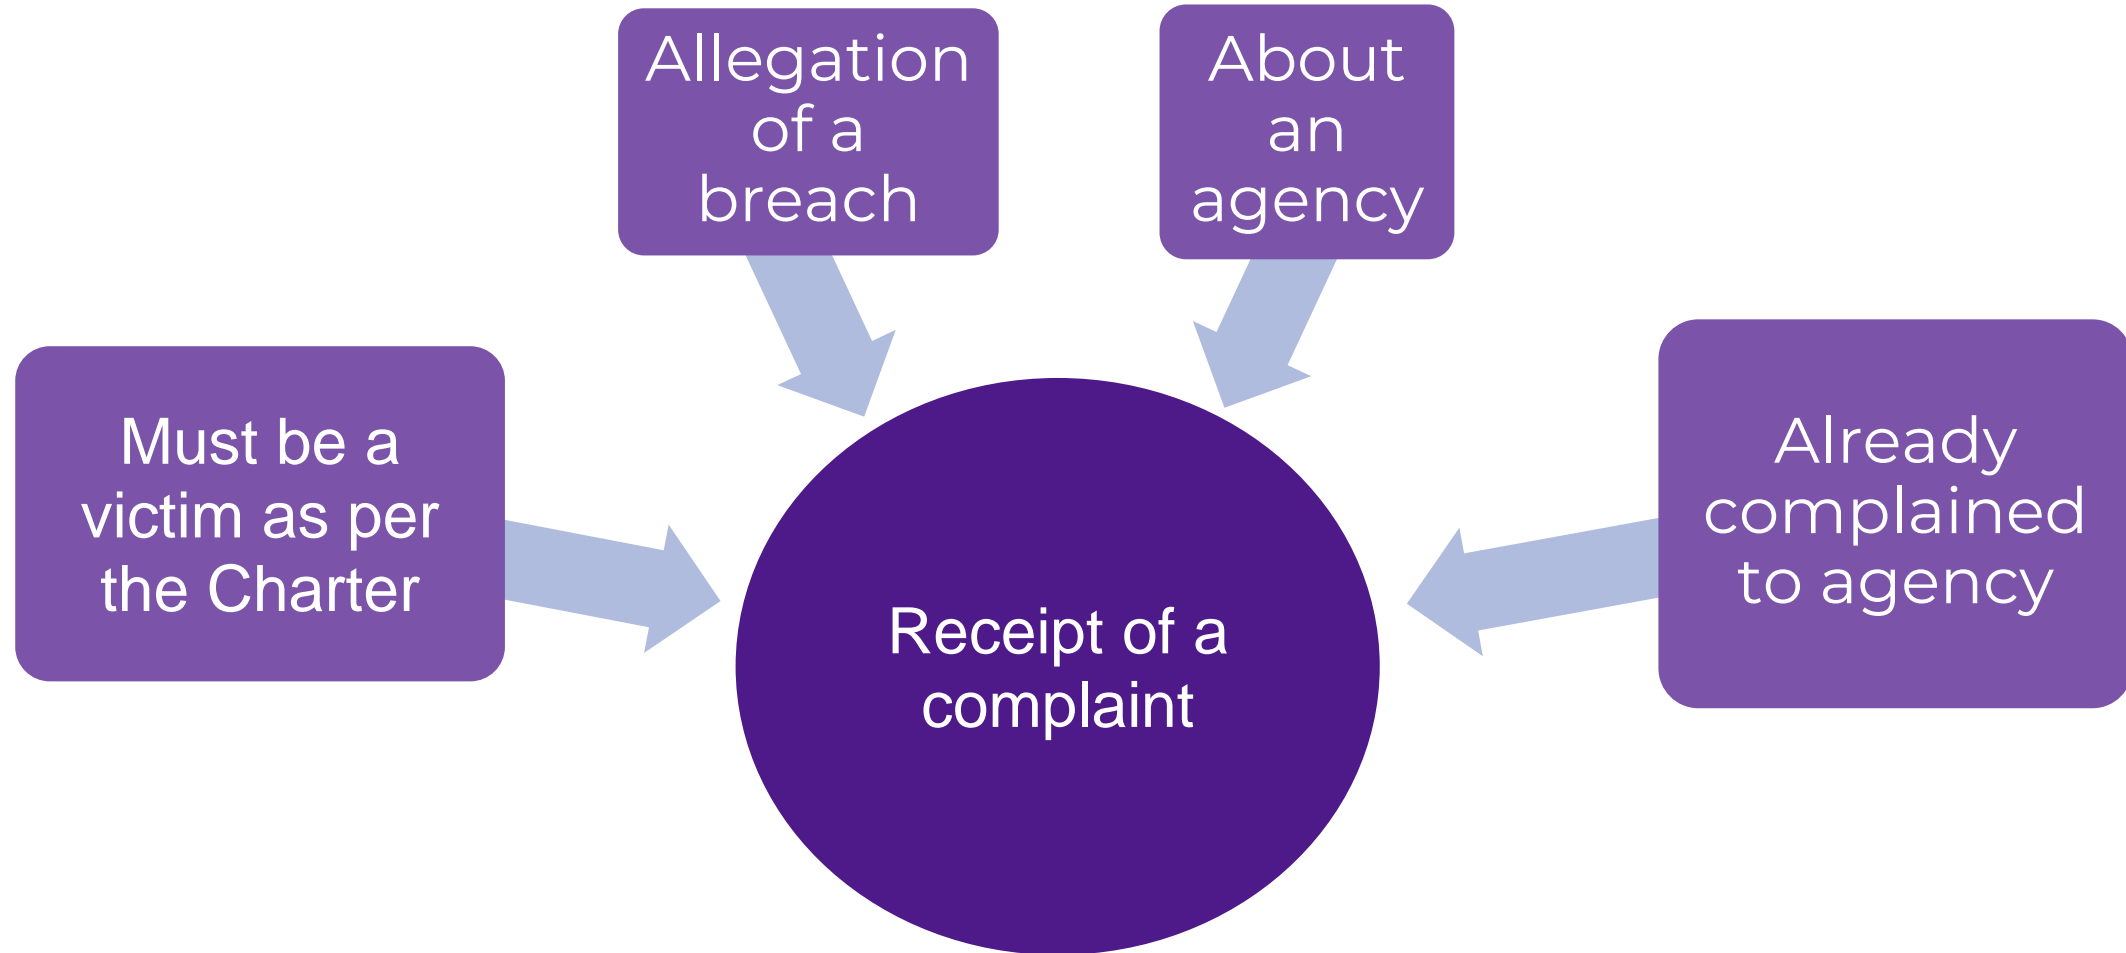 Allegation
of a
breach
About
an
agency
Must be a
victim as per
the Charter
Already
complained
to agency
Receipt of a
complaint